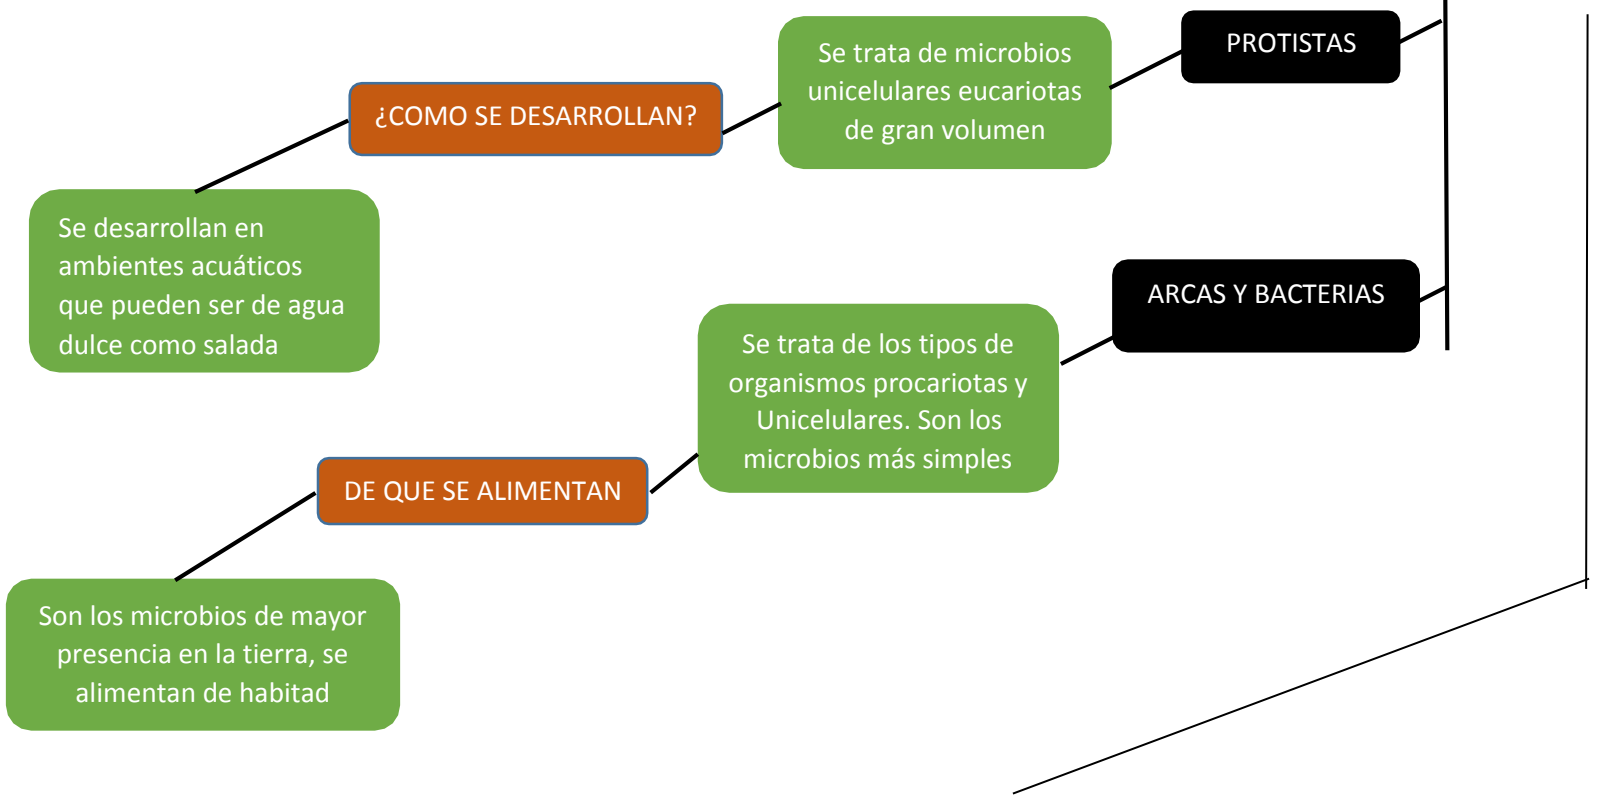 PROTISTAS
Se trata de microbios
unicelulares eucariotas
de gran volumen
¿COMO SE DESARROLLAN?
Se desarrollan en
ambientes acuáticos
que pueden ser de agua
dulce como salada
ARCAS Y BACTERIAS
Se trata de los tipos de
organismos procariotas y
Unicelulares. Son los
microbios más simples
DE QUE SE ALIMENTAN
Son los microbios de mayor
presencia en la tierra, se
alimentan de habitad